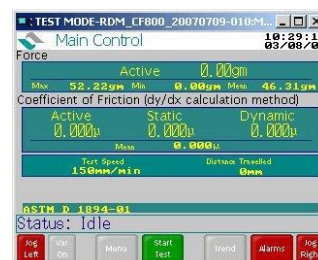 TEST MODE-RDM_CF800_20070709-010:M...
Main Control
10:29:1
03/08/0
Force
Active 0.00gm
Max 52.22gm Min 0.00gm Mean 46.31gm
Coefficient of Friction (dy/dx calculation method)
Active Static Dynamic
0.000µ 0.000µ 0.000µ
Mean 0.000µ
Test Speed Distance Travelled
150mm/min 0mm
ASTM D 1894-01
Status: Idle
Jog Left
Var On
Menu
Start Test
Trend
Alarms
Jog Righ